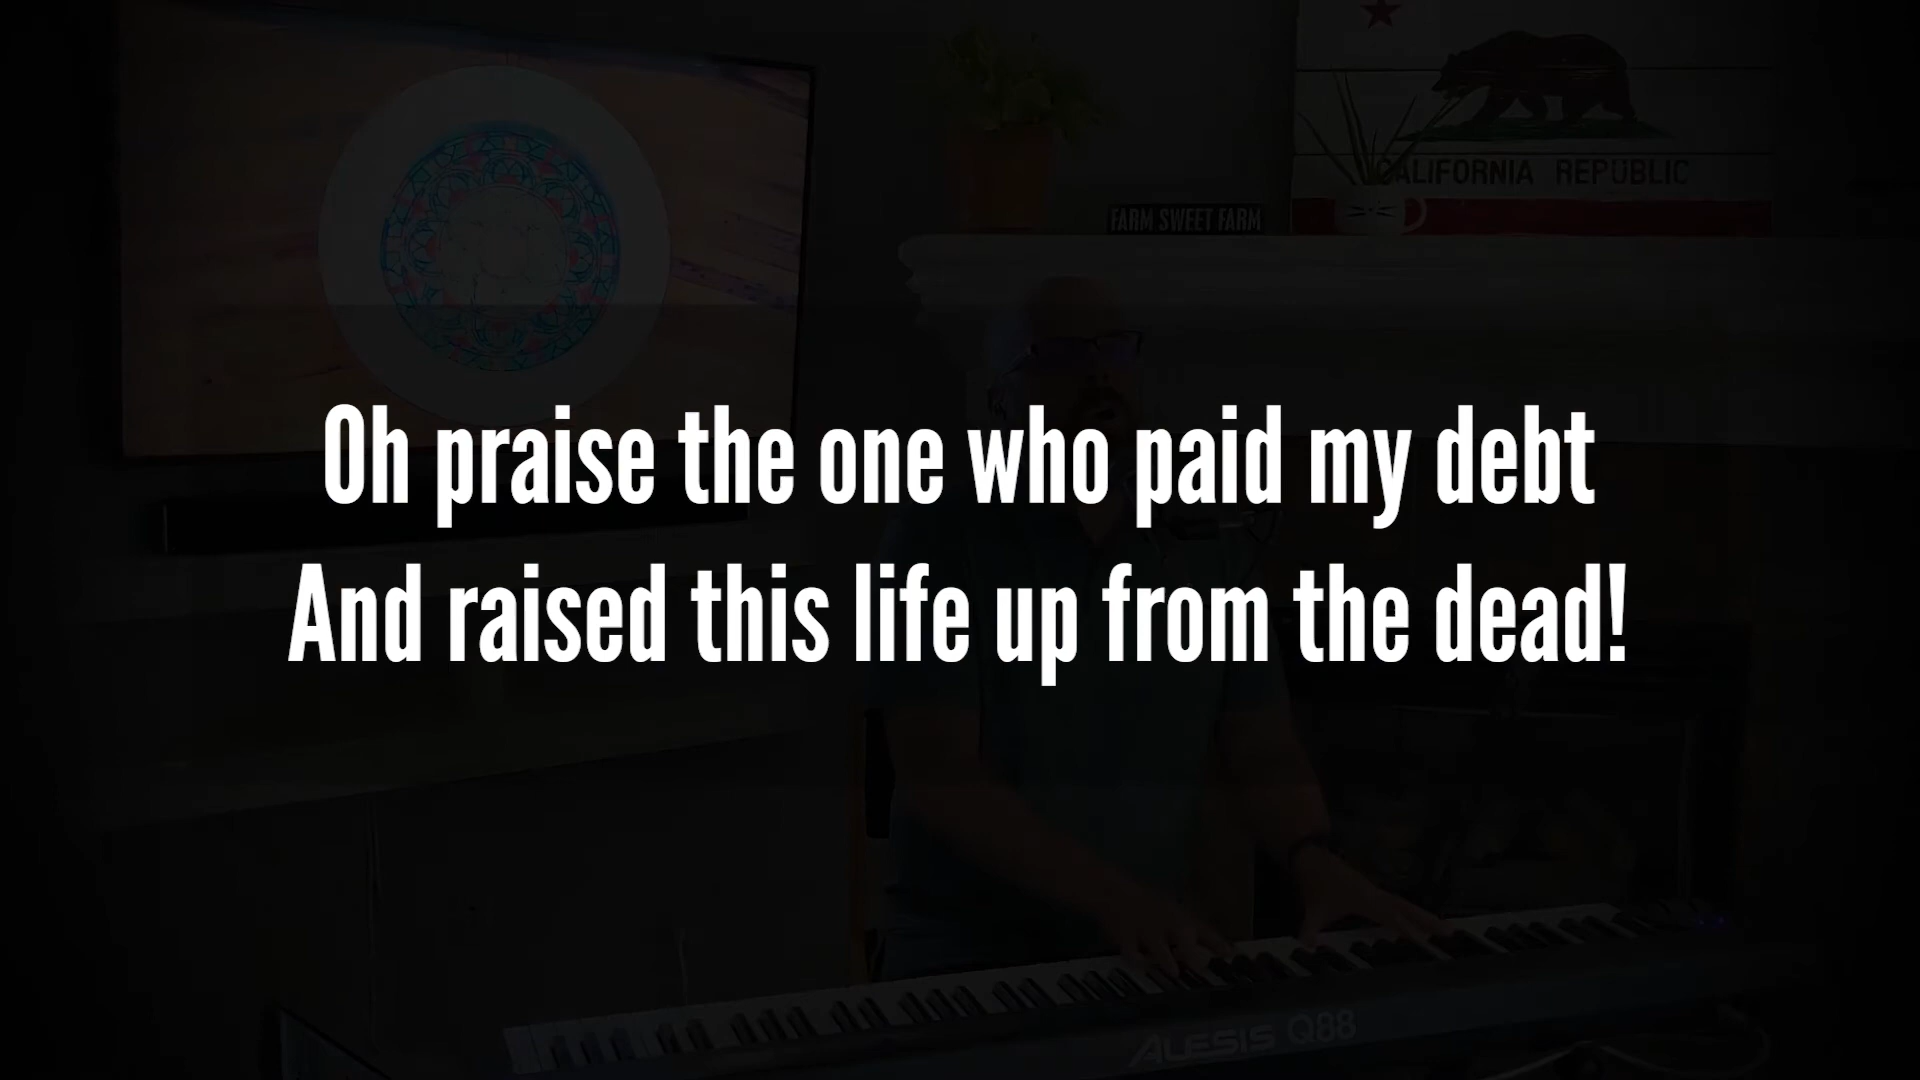 CALIFORNIA REPUBLIC
FARM SWEET FARM
Oh praise the one who paid my debt
And raised this life up from the dead!
ALESIS Q88